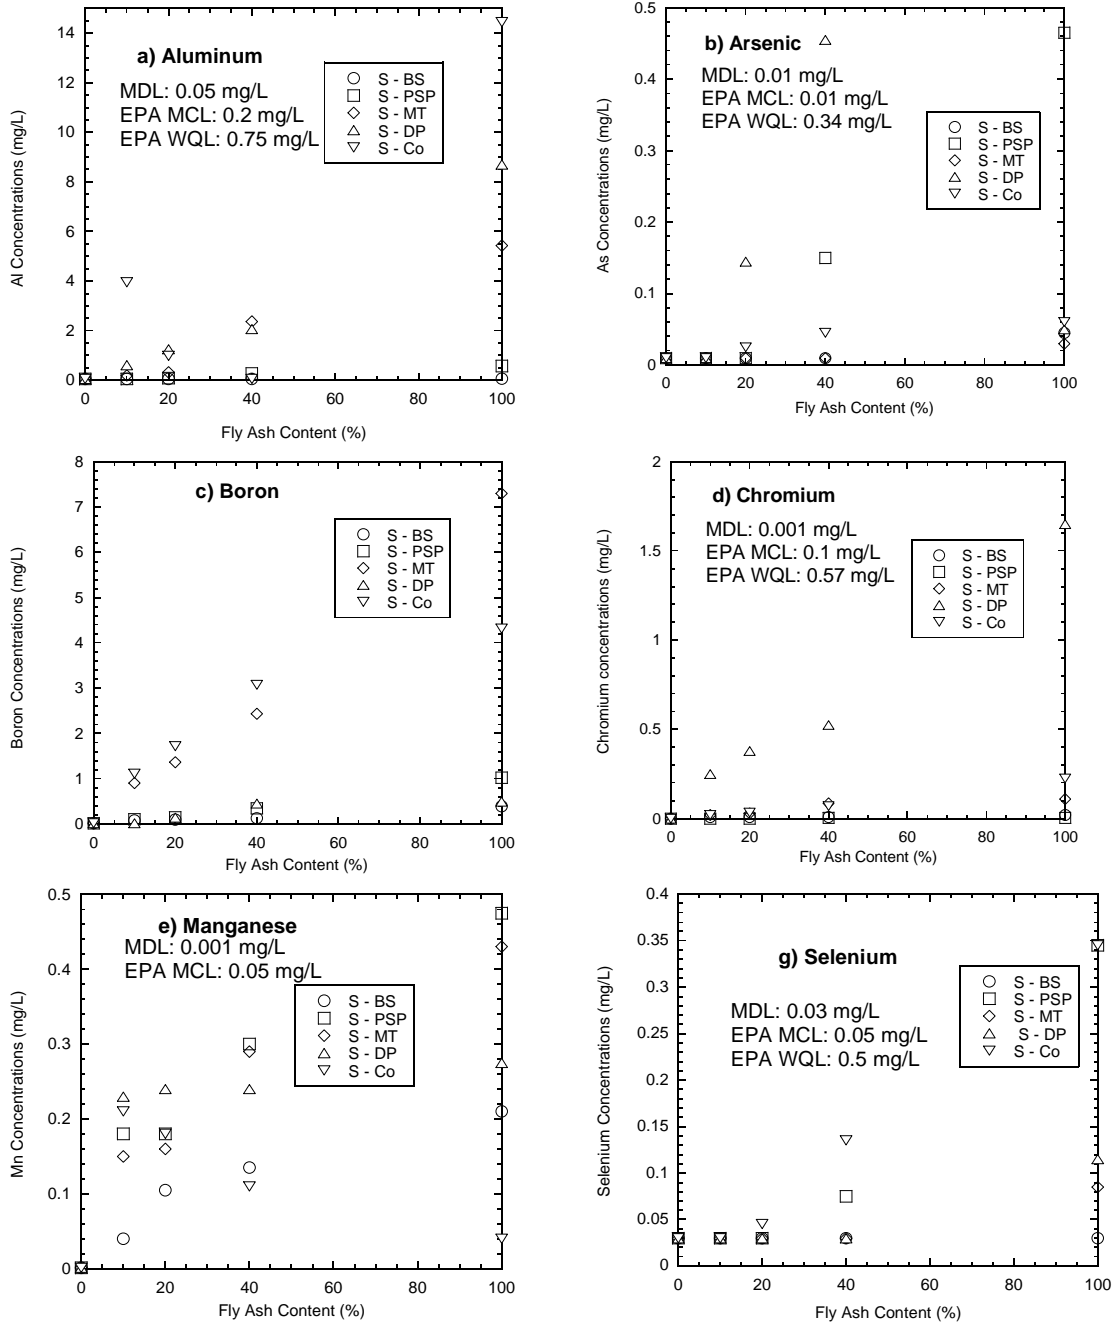 a) Aluminum
MDL: 0.05 mg/L
EPA MCL: 0.2 mg/L
EPA WQL: 0.75 mg/L
S - BS
S - PSP
S - MT
S - DP
S - Co
Al Concentrations (mg/L)
14
12
10
8
6
4
2
0
0 20 40 60 80 100
Fly Ash Content (%)
b) Arsenic
MDL: 0.01 mg/L
EPA MCL: 0.01 mg/L
EPA WQL: 0.34 mg/L
S - BS
S - PSP
S - MT
S - DP
S - Co
As Concentrations (mg/L)
0.5
0.4
0.3
0.2
0.1
0
0 20 40 60 80 100
Fly Ash Content (%)
c) Boron
S - BS
S - PSP
S - MT
S - DP
S - Co
Boron Concentrations (mg/L)
8
7
6
5
4
3
2
1
0
0 20 40 60 80 100
Fly Ash Content (%)
d) Chromium
MDL: 0.001 mg/L
EPA MCL: 0.1 mg/L
EPA WQL: 0.57 mg/L
S - BS
S - PSP
S - MT
S - DP
S - Co
Chromium concentrations (mg/L)
2
1.5
1
0.5
0
0 20 40 60 80 100
Fly Ash Content (%)
e) Manganese
MDL: 0.001 mg/L
EPA MCL: 0.05 mg/L
S - BS
S - PSP
S - MT
S - DP
S - Co
Mn Concentrations (mg/L)
0.5
0.4
0.3
0.2
0.1
0
0 20 40 60 80 100
Fly Ash Content (%)
g) Selenium
MDL: 0.03 mg/L
EPA MCL: 0.05 mg/L
EPA WQL: 0.5 mg/L
S - BS
S - PSP
S - MT
S - DP
S - Co
Selenium Concentrations (mg/L)
0.4
0.35
0.3
0.25
0.2
0.15
0.1
0.05
0
0 20 40 60 80 100
Fly Ash Content (%)